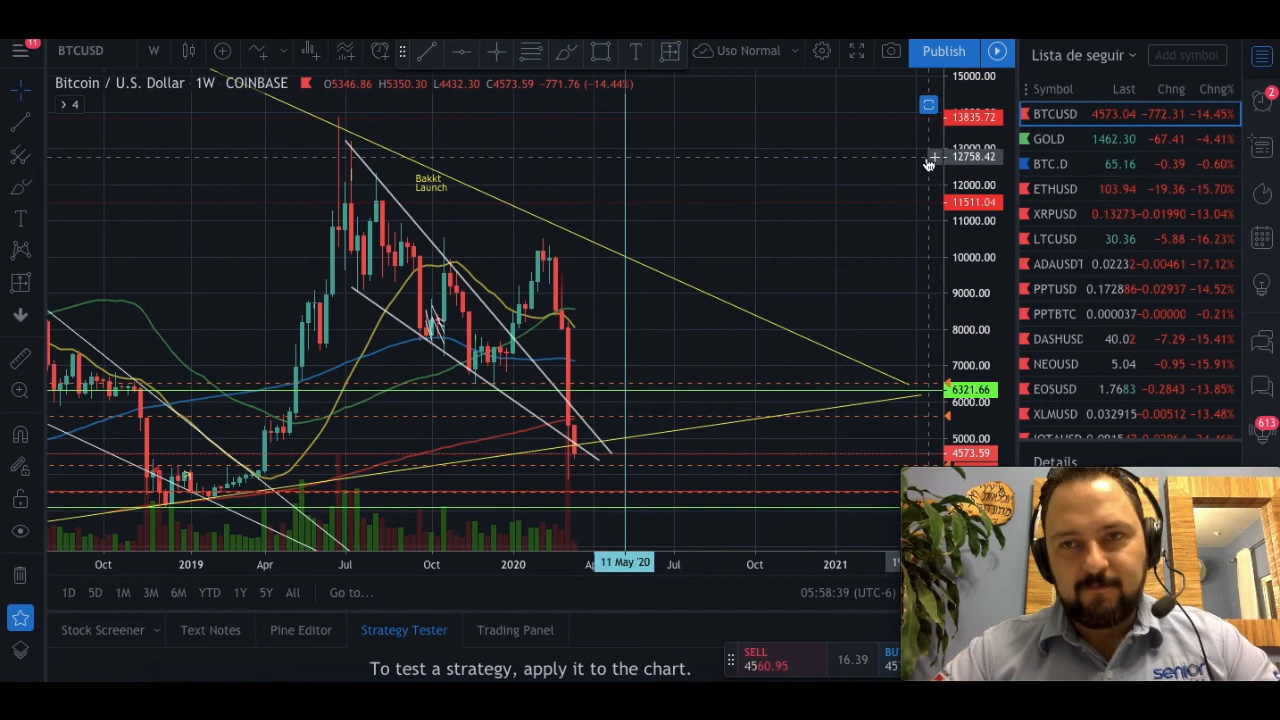 11
BTCUSD
W
Uso Normal
Publish
Lista de seguir
Add symbol
Bitcoin / U.S. Dollar
1W
COINBASE
O5346.86 H5350.30 L4432.30 C4573.59 −771.76 (−14.44%)
4
Symbol Last Chng Chng%
BTCUSD 4573.04 −772.31 −14.45%
GOLD 1462.30 −67.41 −4.41%
BTC.D 65.16 −0.39 −0.60%
ETHUSD 103.94 −19.36 −15.70%
XRPUSD 0.13273 −0.01990 −13.04%
LTCUSD 30.36 −5.88 −16.23%
ADAUSDT 0.02232 −0.00461 −17.12%
PPTUSD 0.172886 −0.02937 −14.52%
PPTBTC 0.000037 −0.00000 −0.21%
DASHUSD 40.02 −7.29 −15.41%
NEOUSD 5.04 −0.95 −15.91%
EOSUSD 1.7683 −0.2843 −13.85%
XLMUSD 0.032915 −0.00512 −13.48%
Details
2
613
15000.00
13835.72
13000.00
12758.42
12000.00
11511.04
11000.00
10000.00
9000.00
8000.00
7000.00
6321.66
6000.00
5000.00
4573.59
Bakkt
Launch
Oct 2019 Apr Jul Oct 2020 11 May '20 Jul Oct 2021
1D 5D 1M 3M 6M YTD 1Y 5Y All Go to...
05:58:39 (UTC-6)
Stock Screener Text Notes Pine Editor Strategy Tester Trading Panel
To test a strategy, apply it to the chart.
SELL
4560.95
16.39
senior